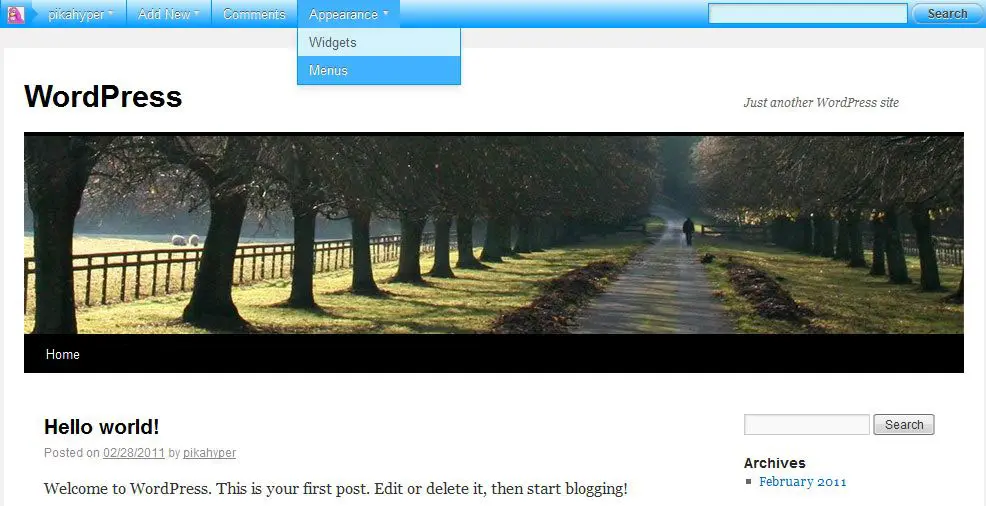 pikahyper Add New Comments Appearance Search
Widgets
Menus
WordPress
Just another WordPress site
Home
Hello world!
Posted on 02/28/2011 by pikahyper
Welcome to WordPress. This is your first post. Edit or delete it, then start blogging!
Search
Archives
February 2011